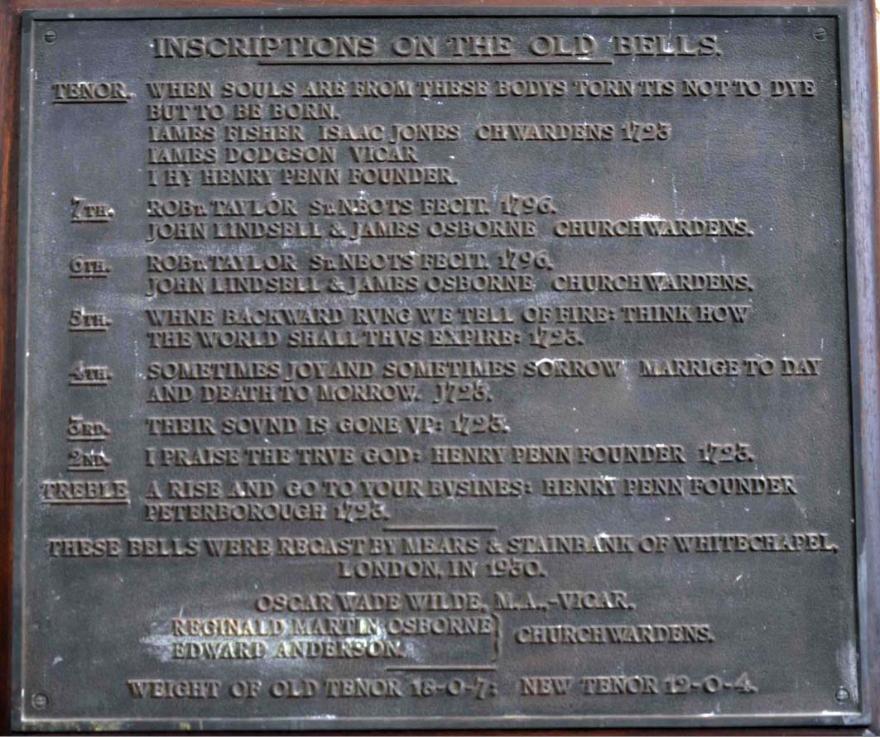 INSCRIPTIONS ON THE OLD BELLS.
TENOR. WHEN SOULS ARE FROM THESE BODYS TORN TIS NOT TO DYE
BUT TO BE BORN.
IAMES FISHER ISAAC JONES CHWARDENS 1723
IAMES DODGSON VICAR
I HY HENRY PENN FOUNDER.
7TH. ROBT. TAYLOR ST. NEOTS FECIT. 1796.
JOHN LINDSELL & JAMES OSBORNE CHURCHWARDENS.
6TH. ROBT. TAYLOR ST. NEOTS FECIT. 1796.
JOHN LINDSELL & JAMES OSBORNE CHURCHWARDENS.
5TH. WHNE BACKWARD RVNG WE TELL OF FIRE: THINK HOW
THE WORLD SHALL THVS EXPIRE: 1723.
4TH. SOMETIMES JOY AND SOMETIMES SORROW MARRIGE TO DAY
AND DEATH TO MORROW. J723.
3RD. THEIR SOVND IS GONE VP: 1723.
2ND. I PRAISE THE TRVE GOD: HENRY PENN FOUNDER 1723.
TREBLE A RISE AND GO TO YOUR BVSINES: HENRY PENN FOUNDER
PETERBOROUGH 1723.
THESE BELLS WERE RECAST BY MEARS & STAINBANK OF WHITECHAPEL,
LONDON, IN 1930.
OSCAR WADE WILDE, M.A.,-VICAR.
REGINALD MARTIN OSBORNE
EDWARD ANDERSON. CHURCHWARDENS.
WEIGHT OF OLD TENOR 18-0-7: NEW TENOR 12-0-4.